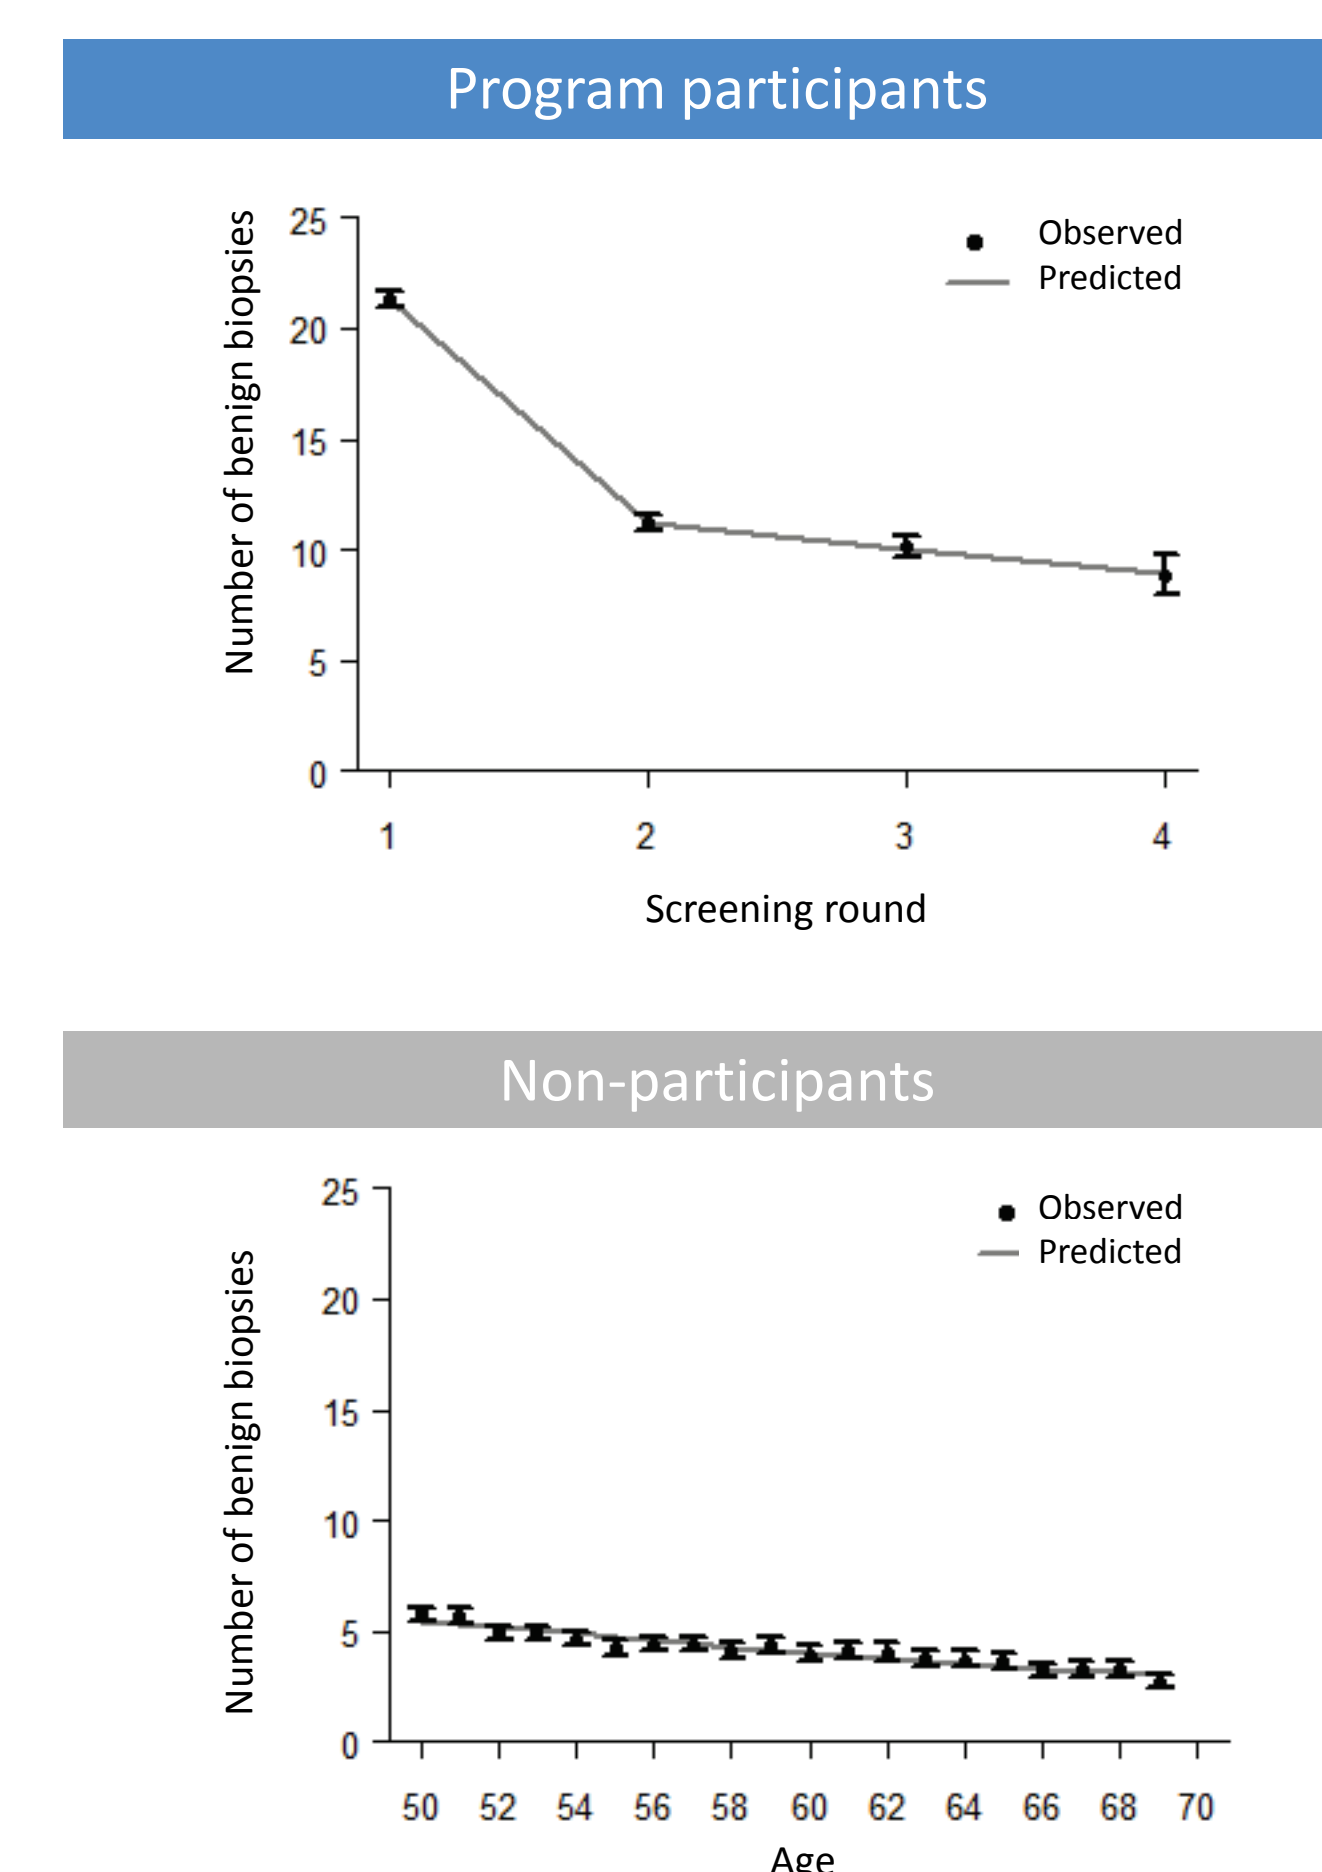 Program participants
Number of benign biopsies
25
20
15
10
5
0
Observed
Predicted
1 2 3 4
Screening round
Non-participants
Number of benign biopsies
25
20
15
10
5
0
Observed
Predicted
50 52 54 56 58 60 62 64 66 68 70
Age